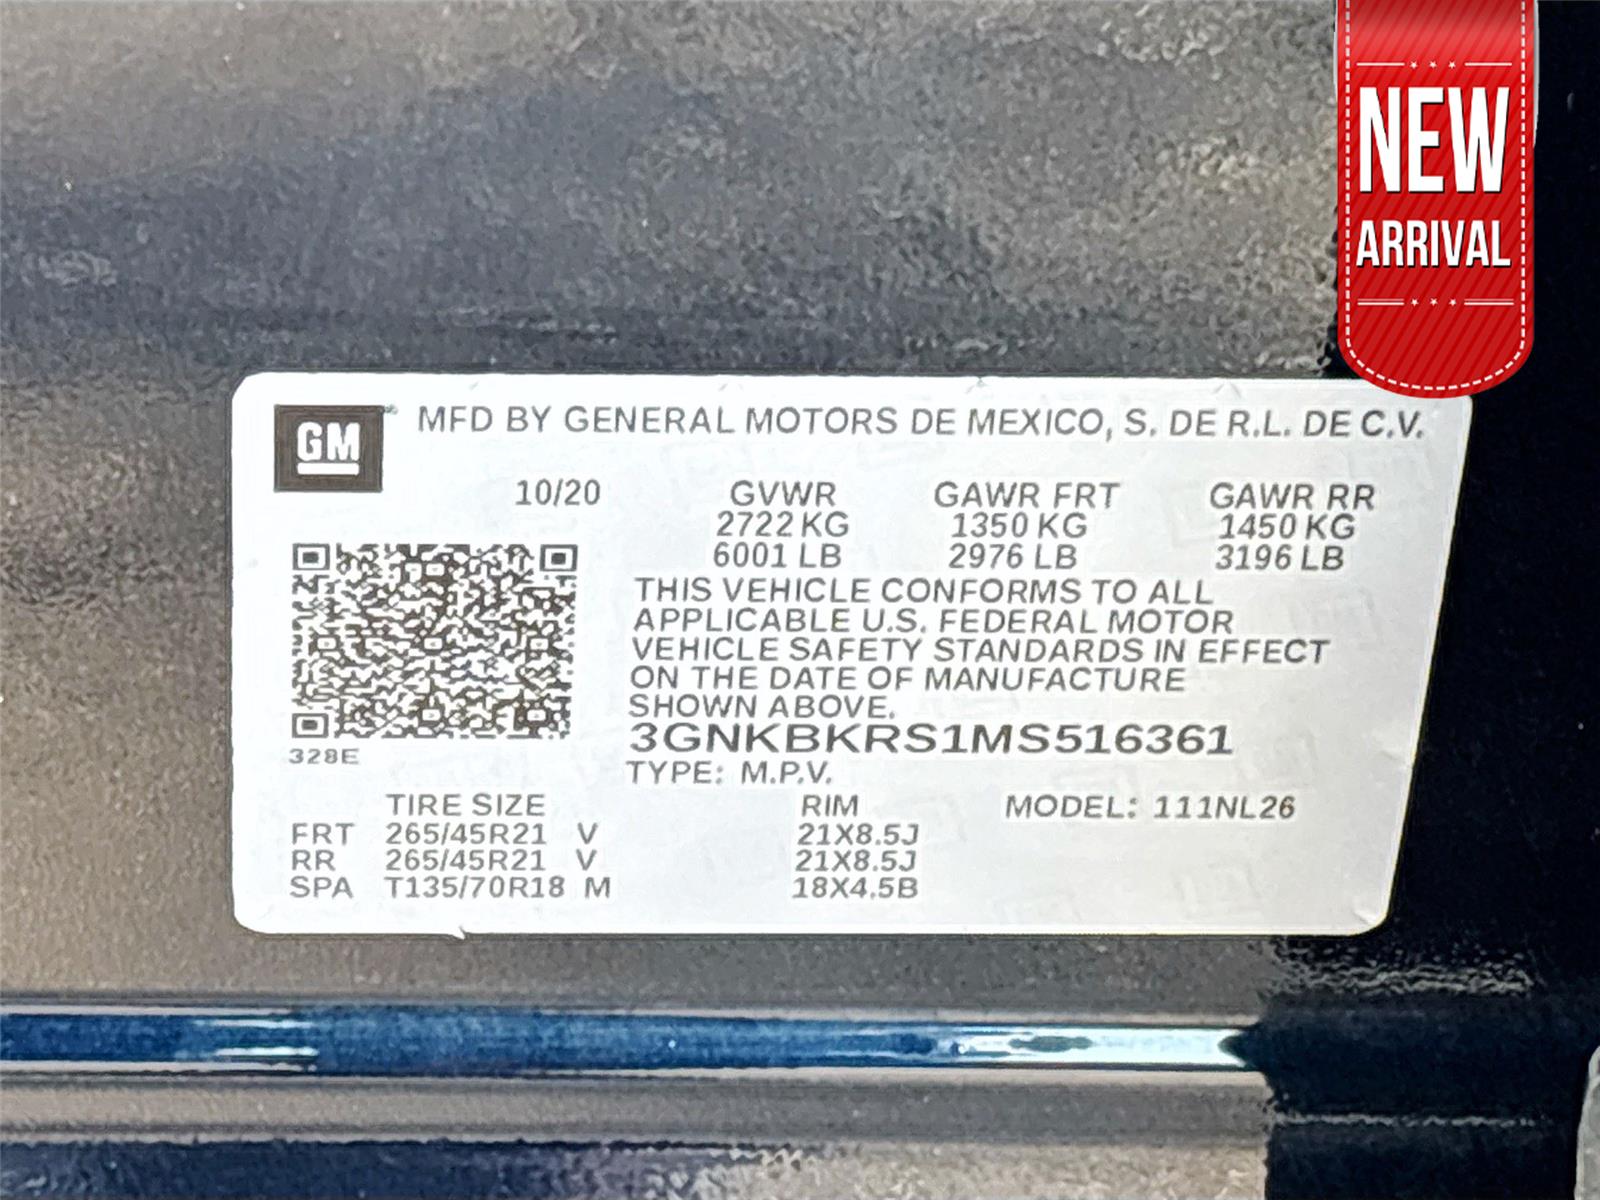 NEW
ARRIVAL
GM
MFD BY GENERAL MOTORS DE MEXICO, S. DE R.L. DE C.V.
10/20 GVWR GAWR FRT GAWR RR
2722 KG 1350 KG 1450 KG
6001 LB 2976 LB 3196 LB
THIS VEHICLE CONFORMS TO ALL
APPLICABLE U.S. FEDERAL MOTOR
VEHICLE SAFETY STANDARDS IN EFFECT
ON THE DATE OF MANUFACTURE
SHOWN ABOVE.
3GNKBKRS1MS516361
328E
TYPE: M.P.V.
TIRE SIZE RIM MODEL: 111NL26
FRT 265/45R21 V 21X8.5J
RR 265/45R21 V 21X8.5J
SPA T135/70R18 M 18X4.5B